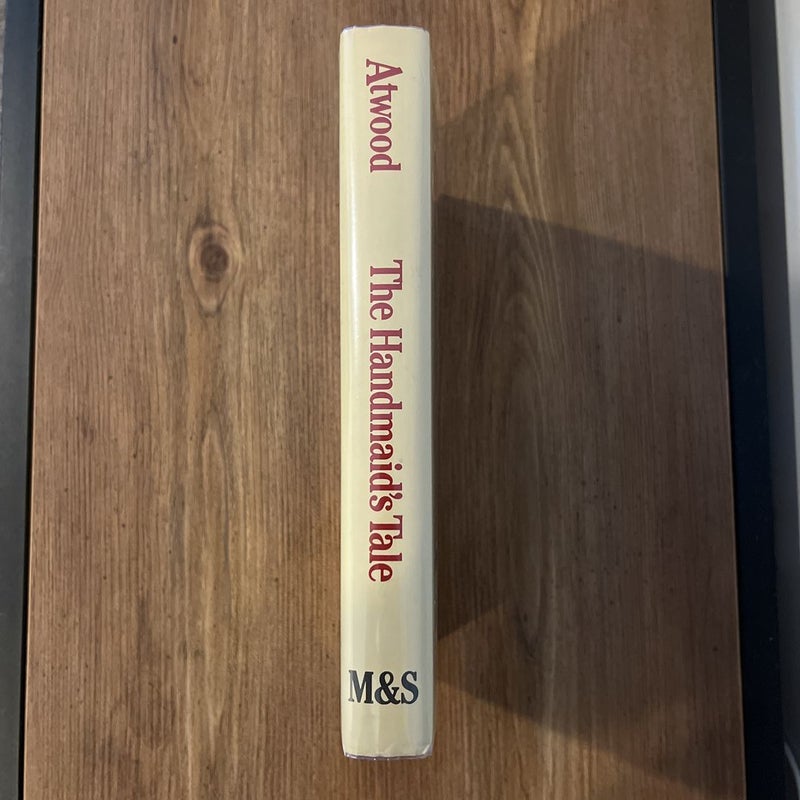 Atwood
The Handmaid's Tale
M&S